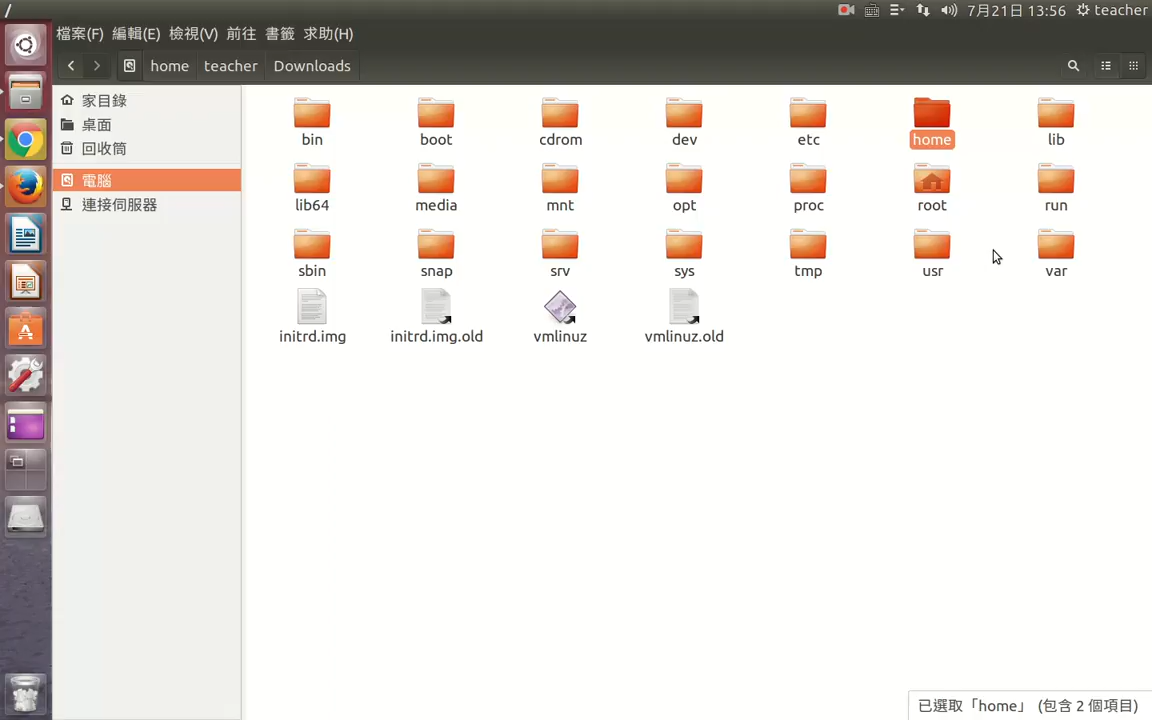 /
7月21日 13:56 teacher
檔案(F) 編輯(E) 檢視(V) 前往 書籤 求助(H)
home teacher Downloads
家目錄
桌面
回收筒
電腦
連接伺服器
bin boot cdrom dev etc home lib
lib64 media mnt opt proc root run
sbin snap srv sys tmp usr var
initrd.img initrd.img.old vmlinuz vmlinuz.old
已選取「home」 (包含 2 個項目)